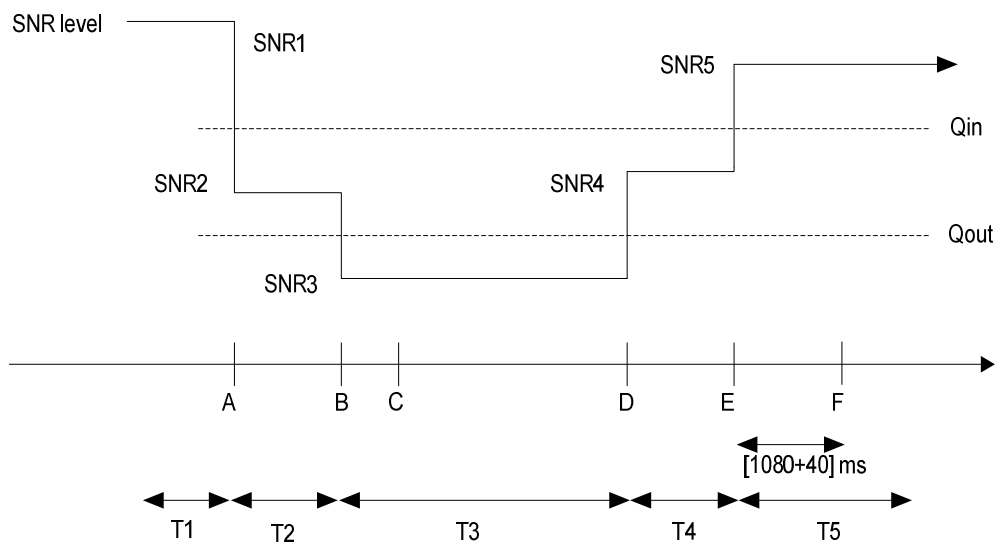 SNR level
SNR1
SNR5
Qin
SNR2
SNR4
Qout
SNR3
A B C D E F
[1080+40] ms
T1 T2 T3 T4 T5